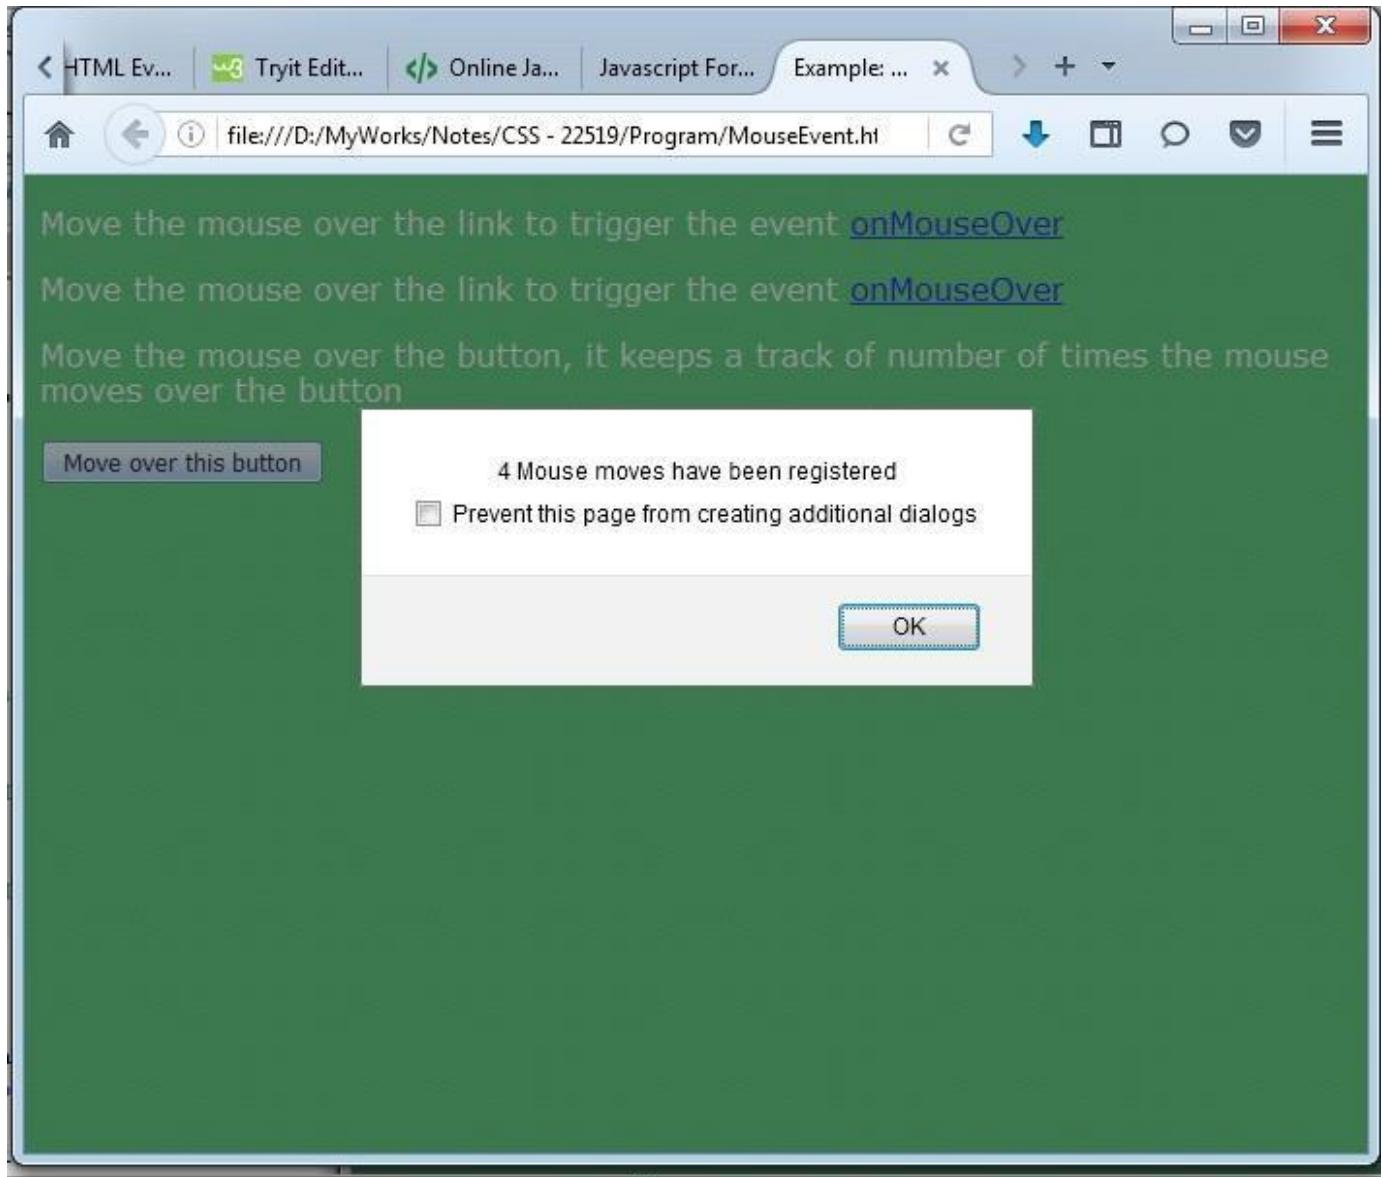 HTML Ev...
Tryit Edit...
Online Ja...
Javascript For...
Example: ...
file:///D:/MyWorks/Notes/CSS - 22519/Program/MouseEvent.ht
Move the mouse over the link to trigger the event onMouseOver
Move the mouse over the link to trigger the event onMouseOver
Move the mouse over the button, it keeps a track of number of times the mouse
moves over the button
Move over this button
4 Mouse moves have been registered
Prevent this page from creating additional dialogs
OK